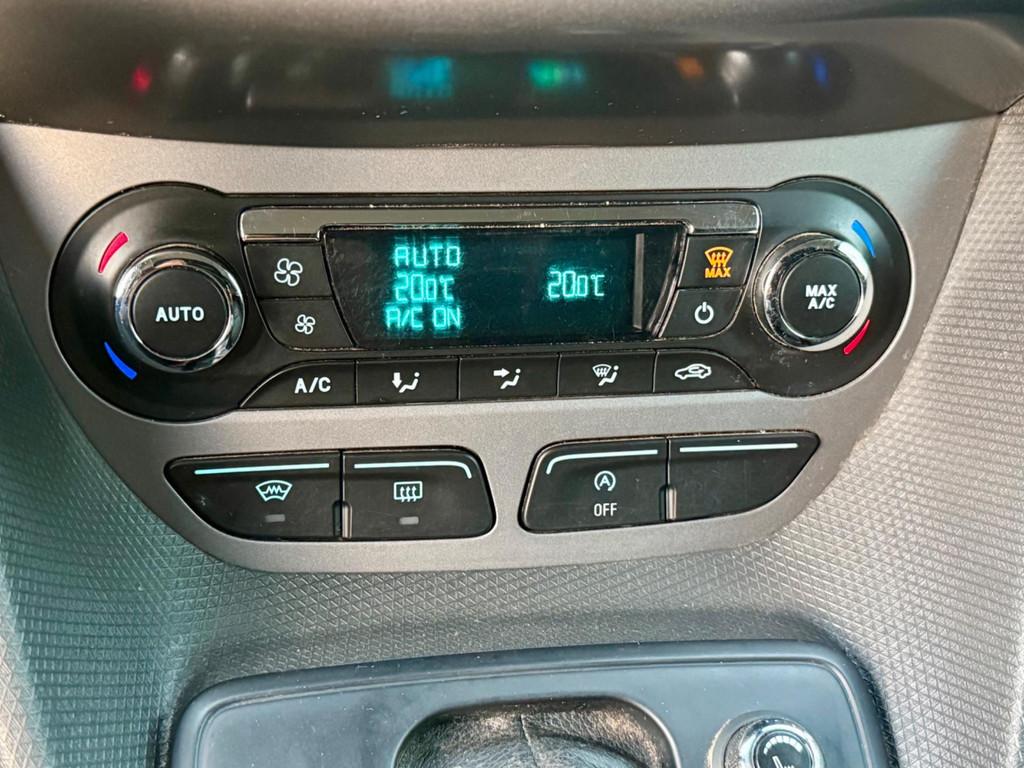 AUTO
20.0°C
20.0°C
A/C ON
AUTO
MAX
MAX
A/C
A/C
A
OFF